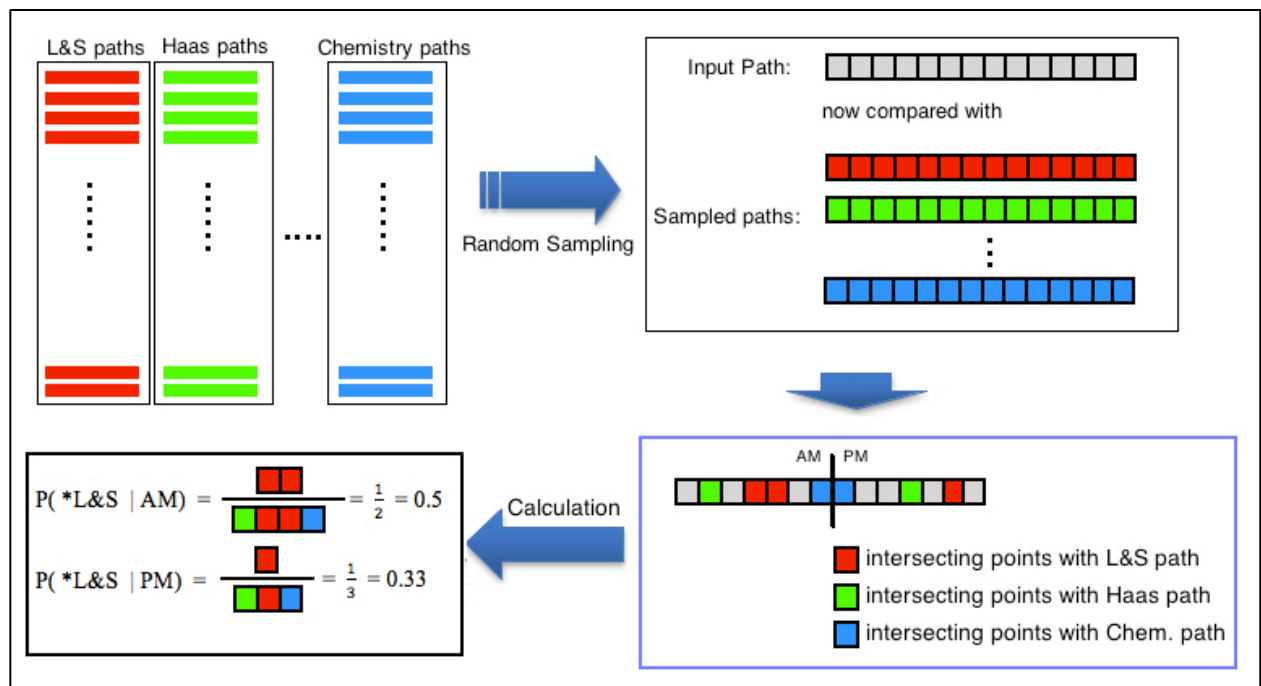 L&S paths
Haas paths
Chemistry paths
Random Sampling
Input Path:
now compared with
Sampled paths:
AM
PM
intersecting points with L&S path
intersecting points with Haas path
intersecting points with Chem. path
Calculation
P( *L&S | AM) = = 1/2 = 0.5
P( *L&S | PM) = = 1/3 = 0.33